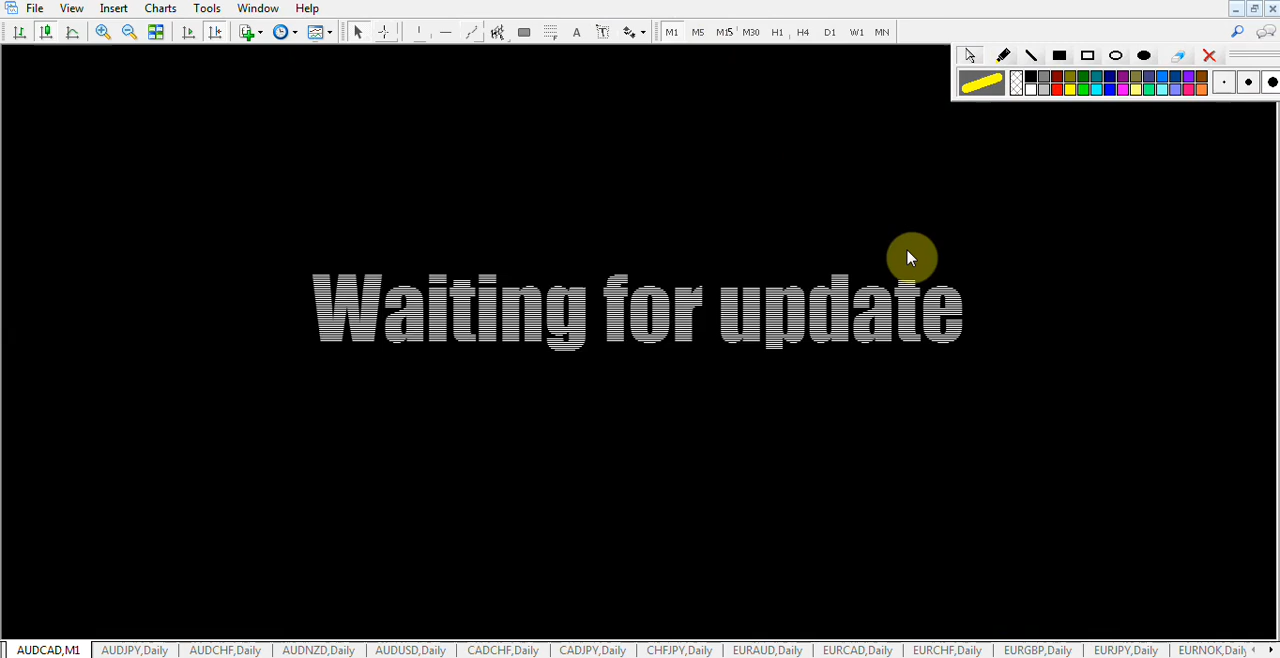 File View Insert Charts Tools Window Help
A T M1 M5 M15 M30 H1 H4 D1 W1 MN
Waiting for update
AUDCAD,M1 AUDJPY,Daily AUDCHF,Daily AUDNZD,Daily AUDUSD,Daily CADCHF,Daily CADJPY,Daily CHFJPY,Daily EURAUD,Daily EURCAD,Daily EURCHF,Daily EURGBP,Daily EURJPY,Daily EURNOK,Daily